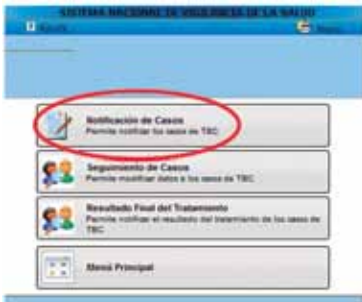 SISTEMA NACIONAL DE VIGILANCIA DE LA SALUD
Notificación de Casos
Permite notificar los casos de TBC
Seguimiento de Casos
Permite modificar datos a los casos de TBC
Resultado Final del Tratamiento
Permite notificar el resultado del tratamiento de los casos de
TBC
Menú Principal